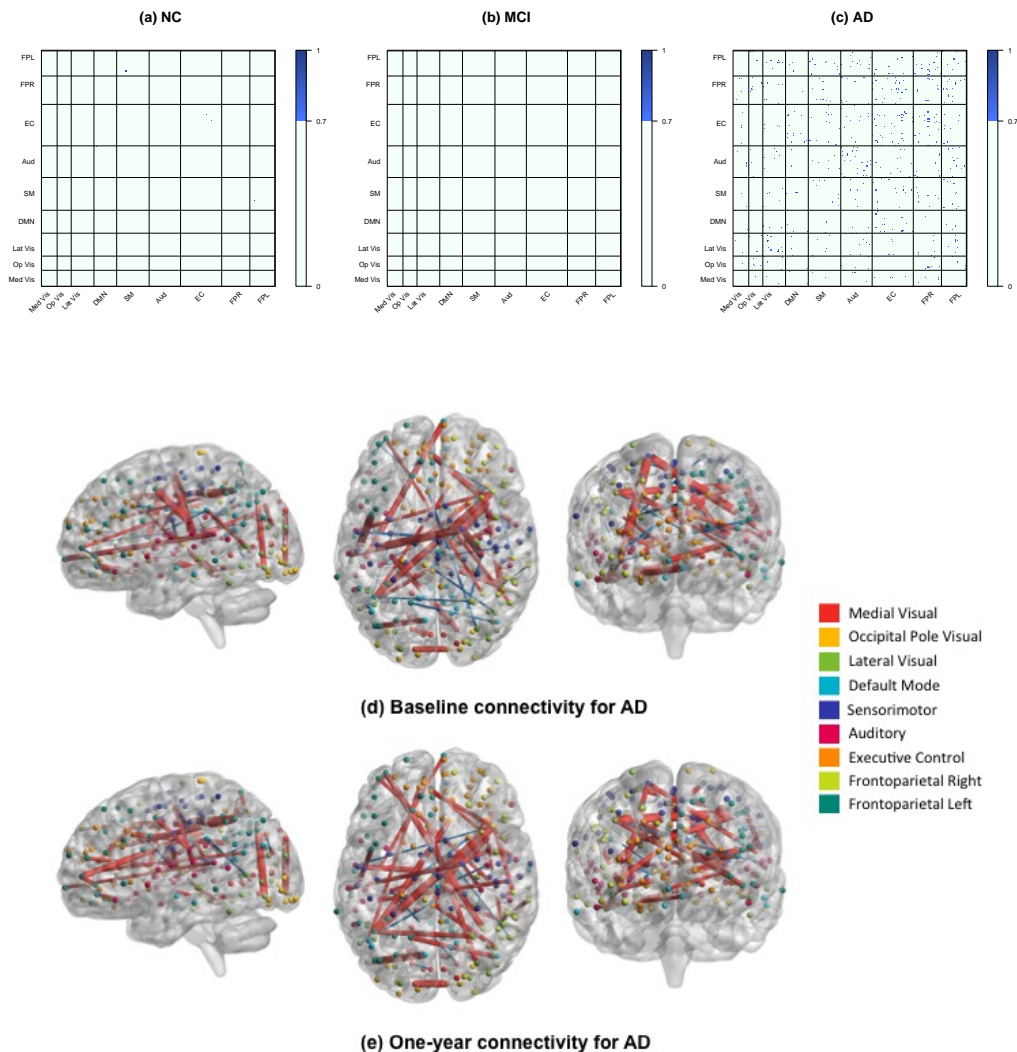 (a) NC
(b) MCI
(c) AD
FPL
FPR
EC
Aud
SM
DMN
Lat Vis
Op Vis
Med Vis
Med Vis
Op Vis
Lat Vis
DMN
SM
Aud
EC
FPR
FPL
1
0.7
0
FPL
FPR
EC
Aud
SM
DMN
Lat Vis
Op Vis
Med Vis
Med Vis
Op Vis
Lat Vis
DMN
SM
Aud
EC
FPR
FPL
1
0.7
0
FPL
FPR
EC
Aud
SM
DMN
Lat Vis
Op Vis
Med Vis
Med Vis
Op Vis
Lat Vis
DMN
SM
Aud
EC
FPR
FPL
1
0.7
0
Medial Visual
Occipital Pole Visual
Lateral Visual
Default Mode
Sensorimotor
Auditory
Executive Control
Frontoparietal Right
Frontoparietal Left
(d) Baseline connectivity for AD
(e) One-year connectivity for AD